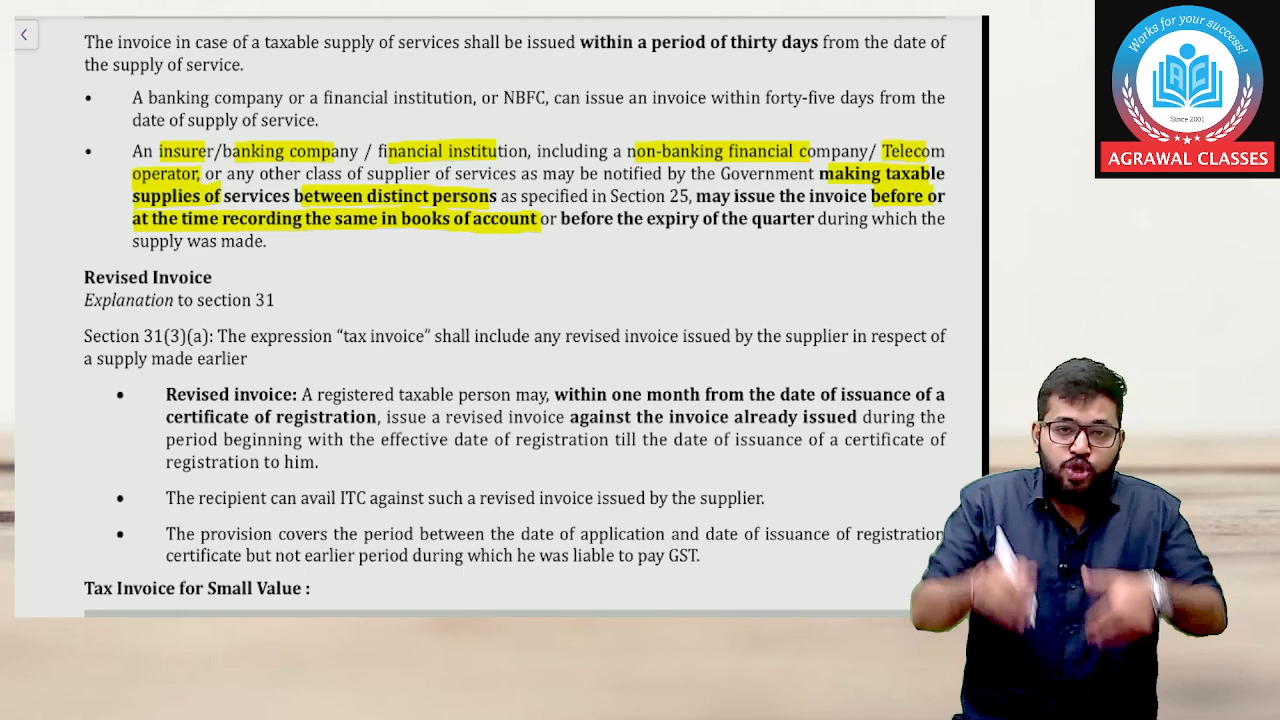 The invoice in case of a taxable supply of services shall be issued within a period of thirty days from the date of
the supply of service.
• A banking company or a financial institution, or NBFC, can issue an invoice within forty-five days from the
date of supply of service.
• An insurer/banking company / financial institution, including a non-banking financial company/ Telecom
operator, or any other class of supplier of services as may be notified by the Government making taxable
supplies of services between distinct persons as specified in Section 25, may issue the invoice before or
at the time recording the same in books of account or before the expiry of the quarter during which the
supply was made.
Revised Invoice
Explanation to section 31
Section 31(3)(a): The expression “tax invoice” shall include any revised invoice issued by the supplier in respect of
a supply made earlier
• Revised invoice: A registered taxable person may, within one month from the date of issuance of a
certificate of registration, issue a revised invoice against the invoice already issued during the
period beginning with the effective date of registration till the date of issuance of a certificate of
registration to him.
• The recipient can avail ITC against such a revised invoice issued by the supplier.
• The provision covers the period between the date of application and date of issuance of registration
certificate but not earlier period during which he was liable to pay GST.
Tax Invoice for Small Value :
Works for your success!
AC
Since 2001
AGRAWAL CLASSES